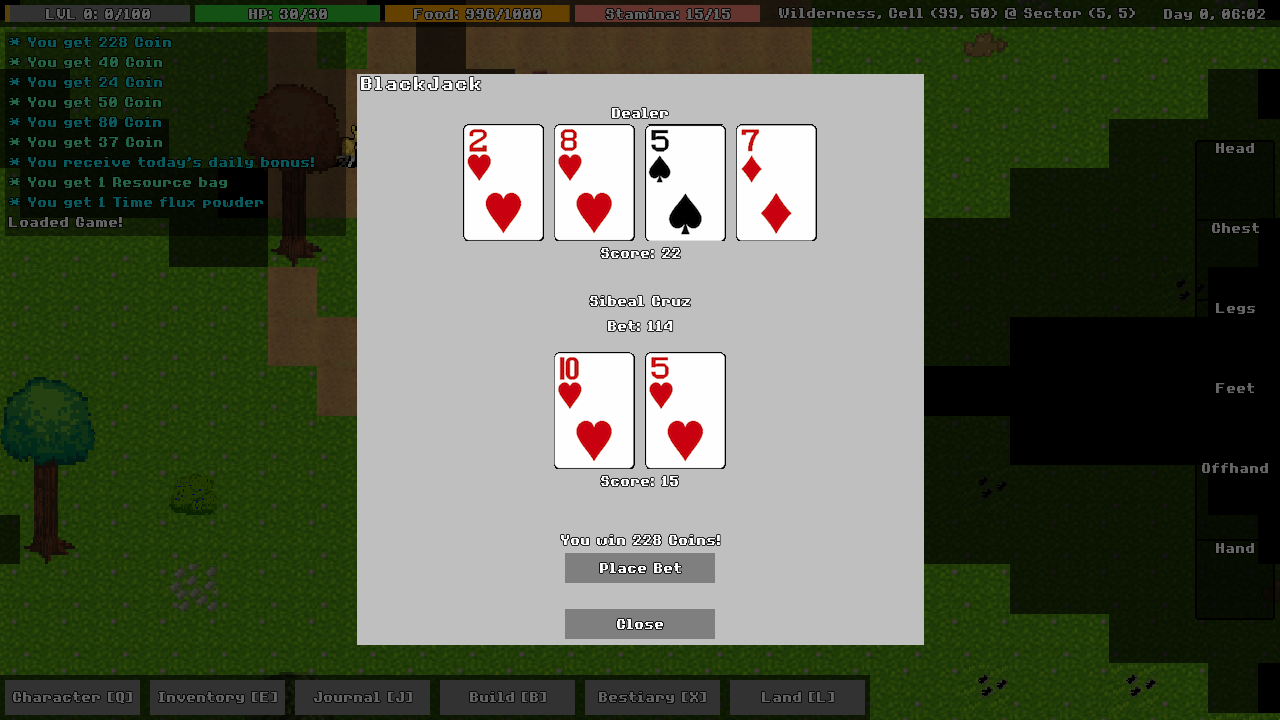 LVL 0: 0/100 HP: 30/30 Food: 996/1000 Stamina: 15/15 Wilderness, Cell (99, 50) @ Sector (5, 5) Day 0, 06:02
* You get 228 Coin
* You get 40 Coin
* You get 24 Coin
* You get 50 Coin
* You get 80 Coin
* You get 37 Coin
* You receive today's daily bonus!
* You get 1 Resource bag
* You get 1 Time flux powder
Loaded Game!
BlackJack
Dealer
2 8 5 7
Score: 22
Sibeal Cruz
Bet: 114
10 5
Score: 15
You win 228 Coins!
Place Bet
Close
Head
Chest
Legs
Feet
Offhand
Hand
Character [Q] Inventory [E] Journal [J] Build [B] Bestiary [X] Land [L]